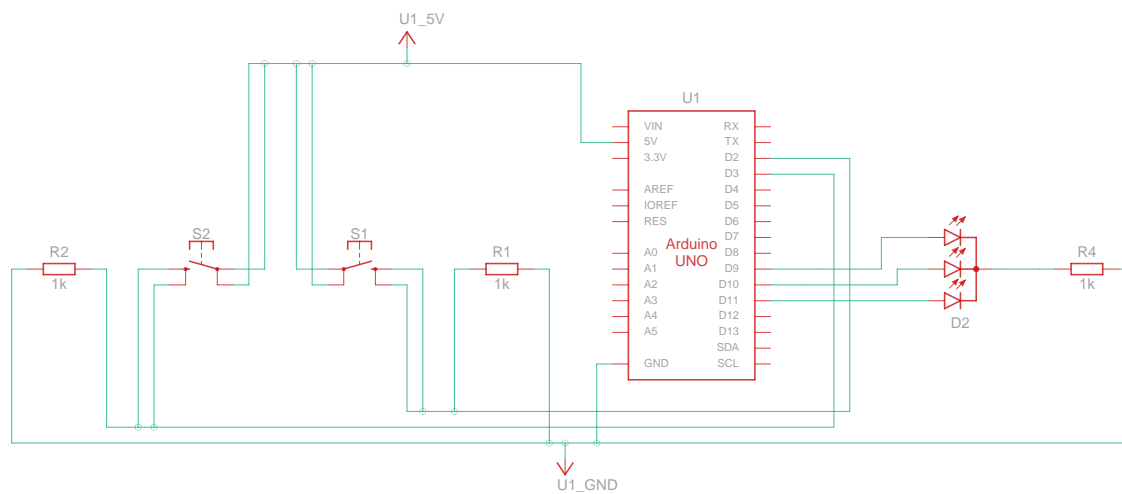 U1_5V
U1
VIN
5V
3.3V
AREF
IOREF
RES
A0
A1
A2
A3
A4
A5
GND
Arduino
UNO
RX
TX
D2
D3
D4
D5
D6
D7
D8
D9
D10
D11
D12
D13
SDA
SCL
R2
1k
S2
S1
R1
1k
D2
R4
1k
U1_GND